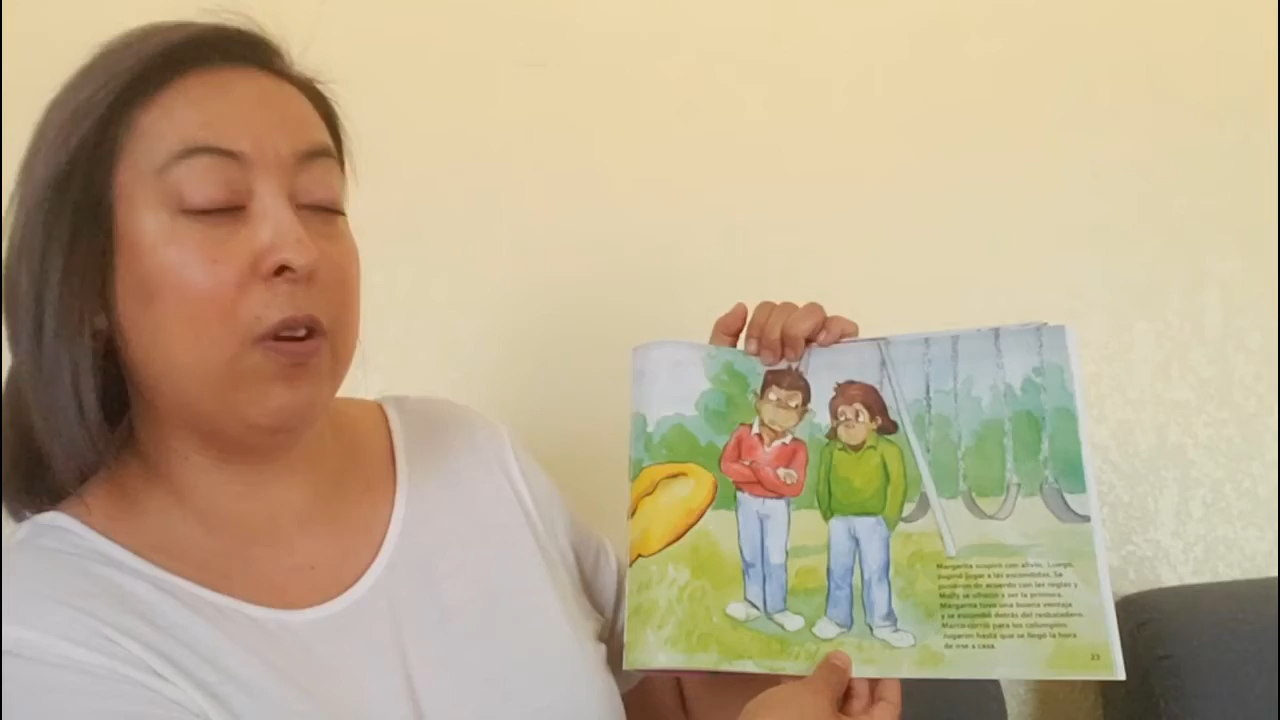 Margarita suspiró con alivio. Luego,
sugirió jugar a las escondidas. Se
pusieron de acuerdo con las reglas y
Molly se ofreció a ser la primera.
Margarita tuvo una buena ventaja
y se escondió detrás del resbaladero.
Mario corrió para los columpios.
Jugaron hasta que se llegó la hora
de irse a casa.
23